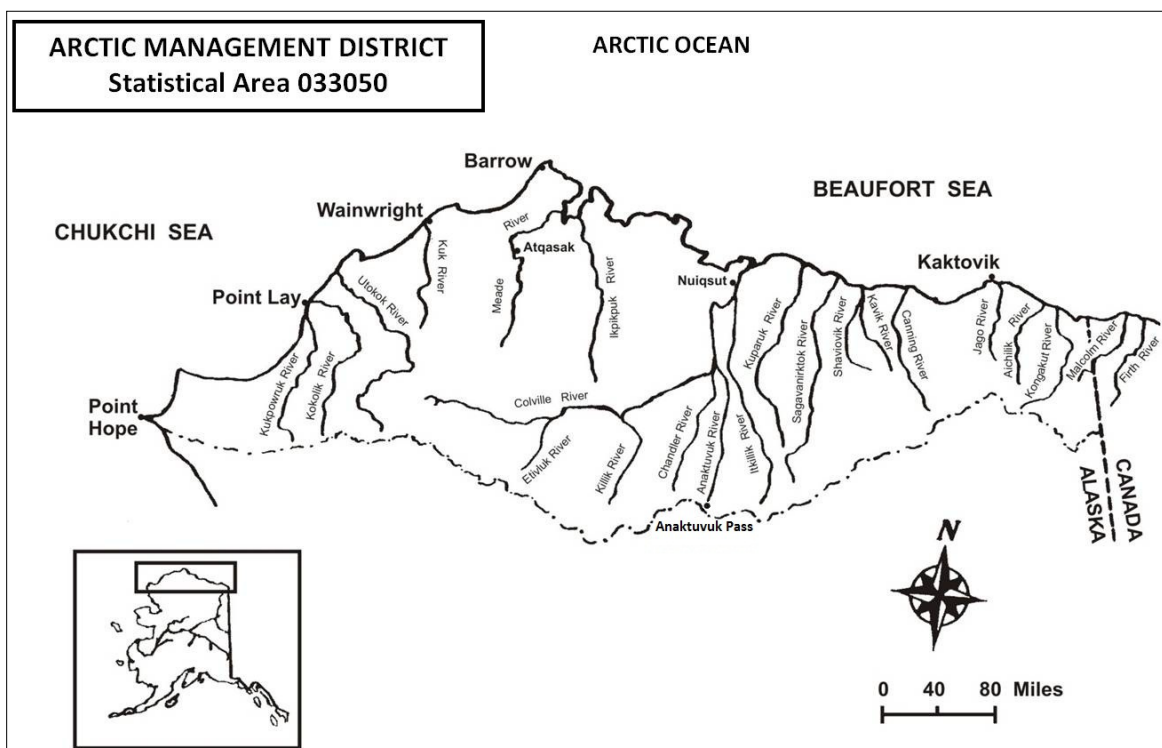 ARCTIC MANAGEMENT DISTRICT
Statistical Area 033050
ARCTIC OCEAN
Barrow
BEAUFORT SEA
Wainwright
CHUKCHI SEA
River
Atqasak
Kuk River
Meade
Ikpikpuk River
Nuiqsut
Kaktovik
Utokok River
Point Lay
Kukpowruk River
Kokolik River
Kuparuk River
Sagavanirktok River
Shaviovik River
Kavik River
Canning River
Jago River
Aichilik River
Kongakut River
Malcolm River
Firth River
Point
Hope
Colville River
Etivluk River
Killik River
Chandler River
Anaktuvuk River
Itkillik River
Anaktuvuk Pass
ALASKA
CANADA
N
0 40 80 Miles